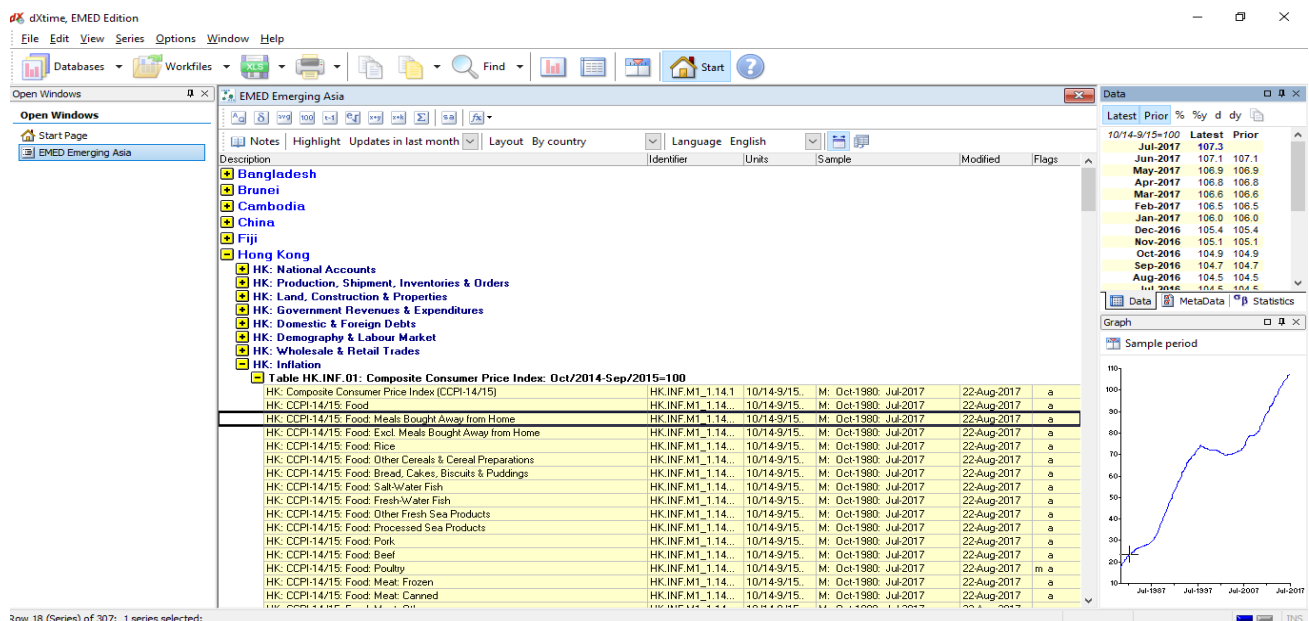 dXtime, EMED Edition
File Edit View Series Options Window Help
Databases Workfiles XLS Find Start
Open Windows
Open Windows
Start Page
EMED Emerging Asia
EMED Emerging Asia
Notes Highlight Updates in last month Layout By country Language English
Description Identifier Units Sample Modified Flags
Bangladesh
Brunei
Cambodia
China
Fiji
Hong Kong
HK: National Accounts
HK: Production, Shipment, Inventories & Orders
HK: Land, Construction & Properties
HK: Government Revenues & Expenditures
HK: Domestic & Foreign Debts
HK: Demography & Labour Market
HK: Wholesale & Retail Trades
HK: Inflation
Table HK.INF.01: Composite Consumer Price Index: Oct/2014-Sep/2015=100
HK: Composite Consumer Price Index (CCPI-14/15) HK.INF.M1_1.14.1 10/14-9/15.. M: Oct-1980: Jul-2017 22-Aug-2017 a
HK: CCPI-14/15: Food HK.INF.M1_1.14... 10/14-9/15.. M: Oct-1980: Jul-2017 22-Aug-2017 a
HK: CCPI-14/15: Food: Meals Bought Away from Home HK.INF.M1_1.14... 10/14-9/15.. M: Oct-1980: Jul-2017 22-Aug-2017 a
HK: CCPI-14/15: Food: Excl. Meals Bought Away from Home HK.INF.M1_1.14... 10/14-9/15.. M: Oct-1980: Jul-2017 22-Aug-2017 a
HK: CCPI-14/15: Food: Rice HK.INF.M1_1.14... 10/14-9/15.. M: Oct-1980: Jul-2017 22-Aug-2017 a
HK: CCPI-14/15: Food: Other Cereals & Cereal Preparations HK.INF.M1_1.14... 10/14-9/15.. M: Oct-1980: Jul-2017 22-Aug-2017 a
HK: CCPI-14/15: Food: Bread, Cakes, Biscuits & Puddings HK.INF.M1_1.14... 10/14-9/15.. M: Oct-1980: Jul-2017 22-Aug-2017 a
HK: CCPI-14/15: Food: Salt-Water Fish HK.INF.M1_1.14... 10/14-9/15.. M: Oct-1980: Jul-2017 22-Aug-2017 a
HK: CCPI-14/15: Food: Fresh-Water Fish HK.INF.M1_1.14... 10/14-9/15.. M: Oct-1980: Jul-2017 22-Aug-2017 a
HK: CCPI-14/15: Food: Other Fresh Sea Products HK.INF.M1_1.14... 10/14-9/15.. M: Oct-1980: Jul-2017 22-Aug-2017 a
HK: CCPI-14/15: Food: Processed Sea Products HK.INF.M1_1.14... 10/14-9/15.. M: Oct-1980: Jul-2017 22-Aug-2017 a
HK: CCPI-14/15: Food: Pork HK.INF.M1_1.14... 10/14-9/15.. M: Oct-1980: Jul-2017 22-Aug-2017 a
HK: CCPI-14/15: Food: Beef HK.INF.M1_1.14... 10/14-9/15.. M: Oct-1980: Jul-2017 22-Aug-2017 a
HK: CCPI-14/15: Food: Poultry HK.INF.M1_1.14... 10/14-9/15.. M: Oct-1980: Jul-2017 22-Aug-2017 m a
HK: CCPI-14/15: Food: Meat: Frozen HK.INF.M1_1.14... 10/14-9/15.. M: Oct-1980: Jul-2017 22-Aug-2017 a
HK: CCPI-14/15: Food: Meat: Canned HK.INF.M1_1.14... 10/14-9/15.. M: Oct-1980: Jul-2017 22-Aug-2017 a
Data
Latest Prior % %y d dy
10/14-9/15=100 Latest Prior
Jul-2017 107.3
Jun-2017 107.1 107.1
May-2017 106.9 106.9
Apr-2017 106.8 106.8
Mar-2017 106.6 106.6
Feb-2017 106.5 106.5
Jan-2017 106.0 106.0
Dec-2016 105.4 105.4
Nov-2016 105.1 105.1
Oct-2016 104.9 104.9
Sep-2016 104.7 104.7
Aug-2016 104.5 104.5
Jul-2016 104.5 104.5
Data MetaData αβ Statistics
Graph
Sample period
110
100
90
80
70
60
50
40
30
20
10
Jul-1987 Jul-1997 Jul-2007 Jul-2017
Row 18 (Series) of 307: 1 series selected:
INS